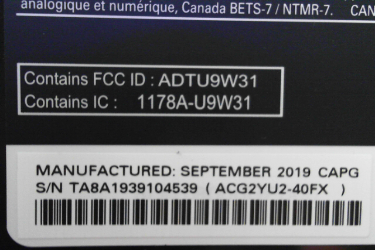 analogique et numérique, Canada BETS-7 / NTMR-7. CAN
Contains FCC ID : ADTU9W31
Contains IC : 1178A-U9W31
MANUFACTURED: SEPTEMBER 2019 CAPG
S/N TA8A1939104539 ( ACG2YU2-40FX )